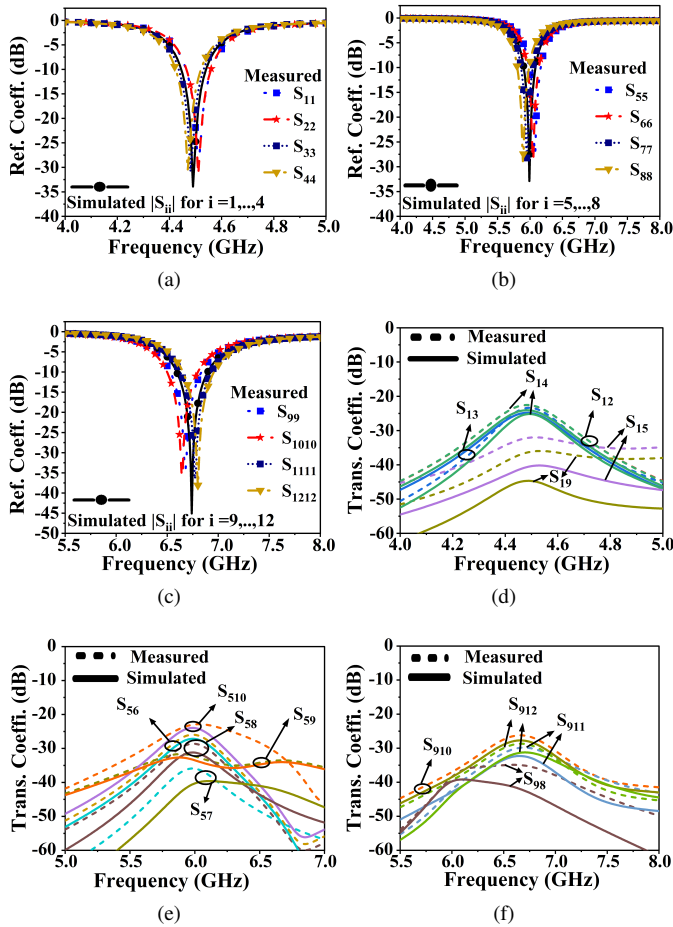 0
-5
-10
-15
-20
-25
-30
-35
-40
Ref. Coeff. (dB)
Measured
S11
S22
S33
S44
Simulated |Sii| for i =1,..,4
4.0 4.2 4.4 4.6 4.8 5.0
Frequency (GHz)
(a)
0
-5
-10
-15
-20
-25
-30
-35
-40
Ref. Coeff. (dB)
Measured
S55
S66
S77
S88
Simulated |Sii| for i =5,..,8
4.0 4.5 5.0 5.5 6.0 6.5 7.0 7.5 8.0
Frequency (GHz)
(b)
0
-5
-10
-15
-20
-25
-30
-35
-40
-45
-50
Ref. Coeff. (dB)
Measured
S99
S1010
S1111
S1212
Simulated |Sii| for i =9,..,12
5.5 6.0 6.5 7.0 7.5 8.0
Frequency (GHz)
(c)
0
-10
-20
-30
-40
-50
-60
Trans. Coeffi. (dB)
Measured
Simulated
S14
S13
S12
S15
S19
4.0 4.2 4.4 4.6 4.8 5.0
Frequency (GHz)
(d)
0
-10
-20
-30
-40
-50
-60
Trans. Coeffi. (dB)
Measured
Simulated
S56
S510
S58
S59
S57
5.0 5.5 6.0 6.5 7.0
Frequency (GHz)
(e)
0
-10
-20
-30
-40
-50
-60
Trans. Coeffi. (dB)
Measured
Simulated
S912
S911
S910
S98
5.5 6.0 6.5 7.0 7.5 8.0
Frequency (GHz)
(f)